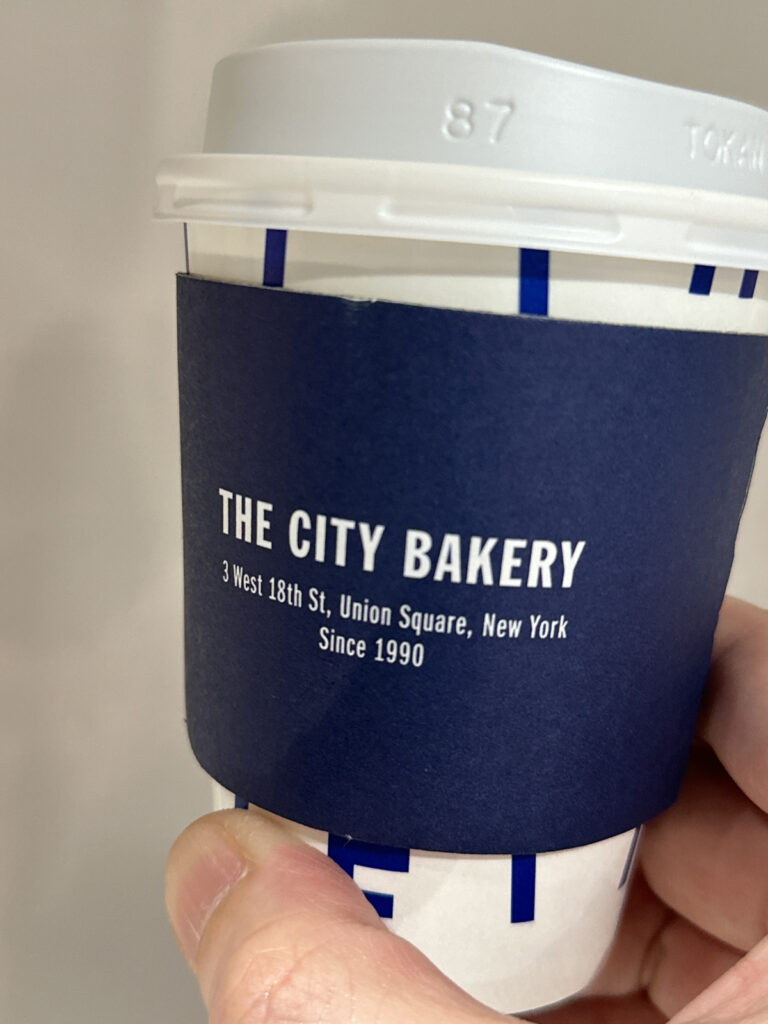 87
THE CITY BAKERY
3 West 18th St, Union Square, New York
Since 1990